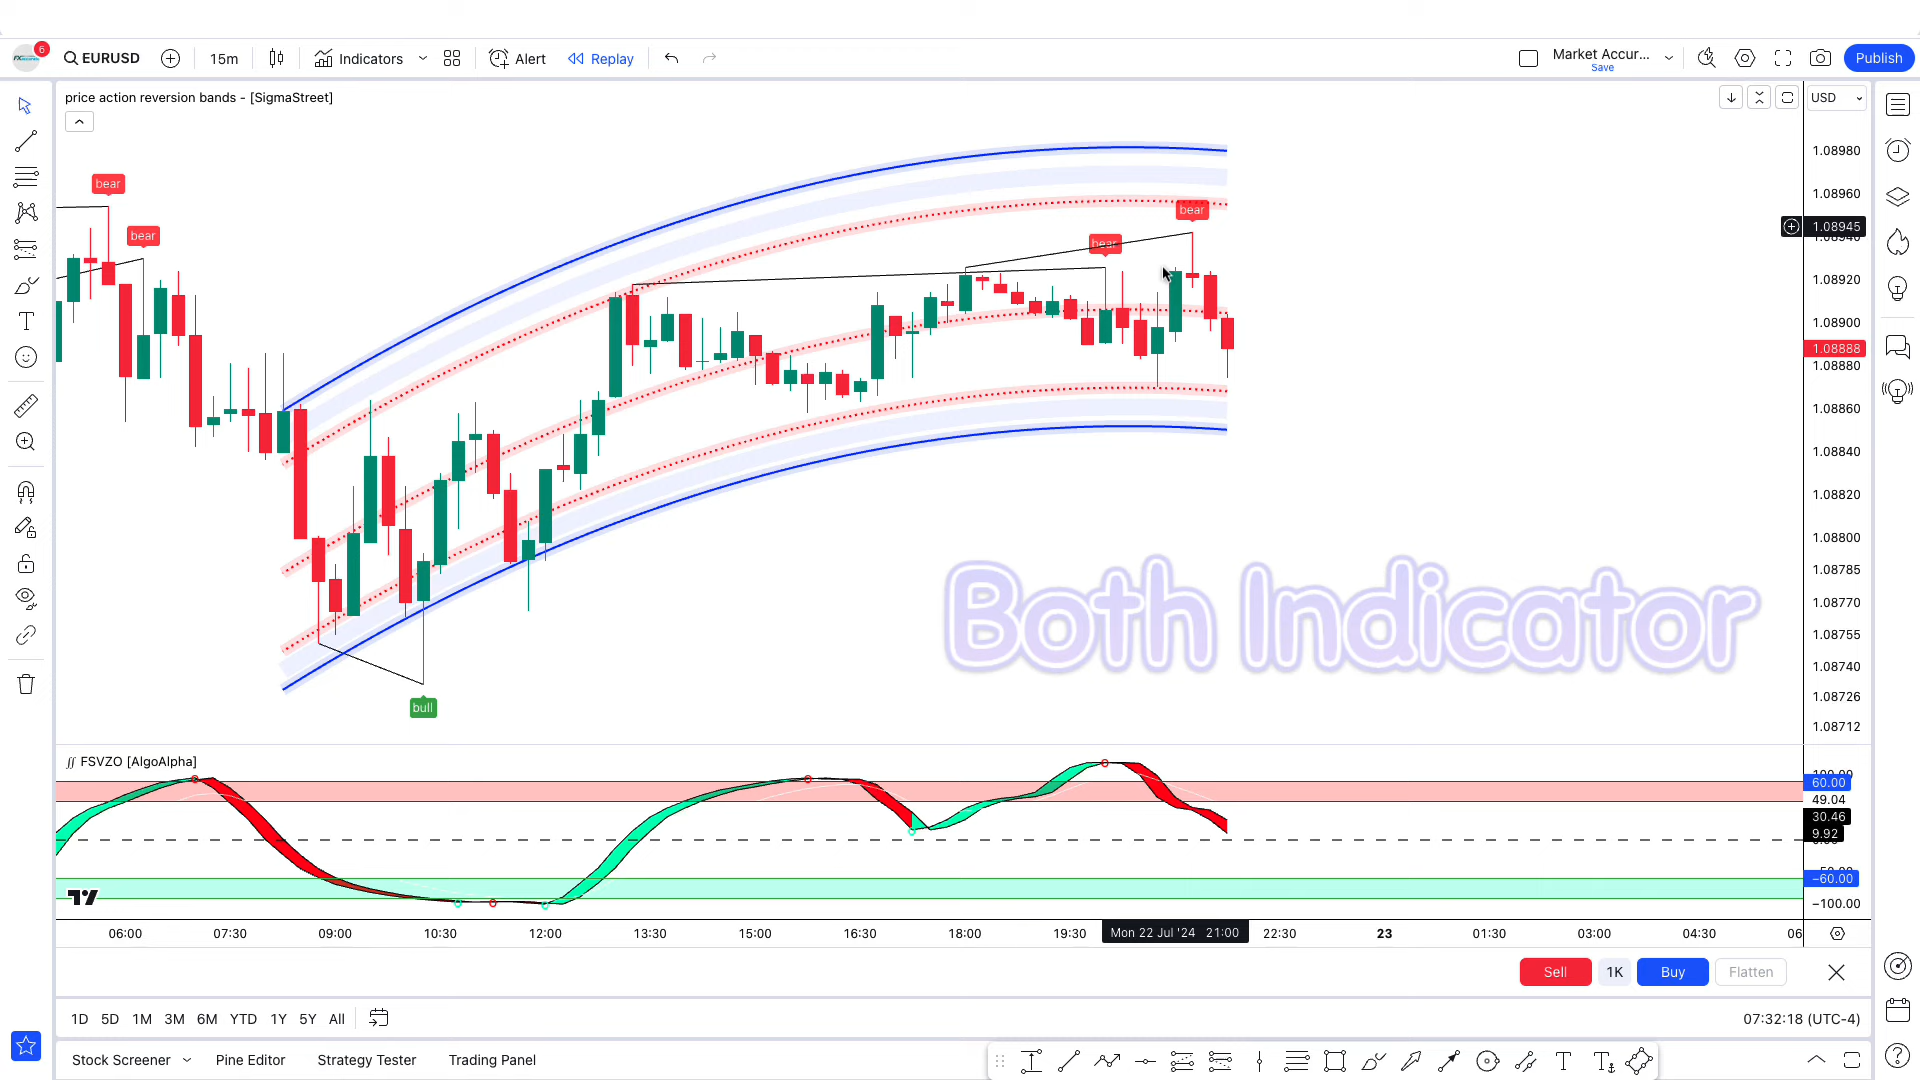 6 EURUSD 15m Indicators Alert Replay Market Accur... Save Publish
price action reversion bands - [SigmaStreet]
USD
1.08980
1.08960
1.08945
1.08920
1.08900
1.08888
1.08880
1.08860
1.08840
1.08820
1.08800
1.08785
1.08770
1.08755
1.08740
1.08726
1.08712
bear
bear
bear
bear
bull
Both Indicator
FSVZO [AlgoAlpha]
60.00
49.04
30.46
9.92
−60.00
−100.00
06:00 07:30 09:00 10:30 12:00 13:30 15:00 16:30 18:00 19:30 Mon 22 Jul '24 21:00 22:30 23 01:30 03:00 04:30 06
Sell 1K Buy Flatten
1D 5D 1M 3M 6M YTD 1Y 5Y All 07:32:18 (UTC-4)
Stock Screener Pine Editor Strategy Tester Trading Panel